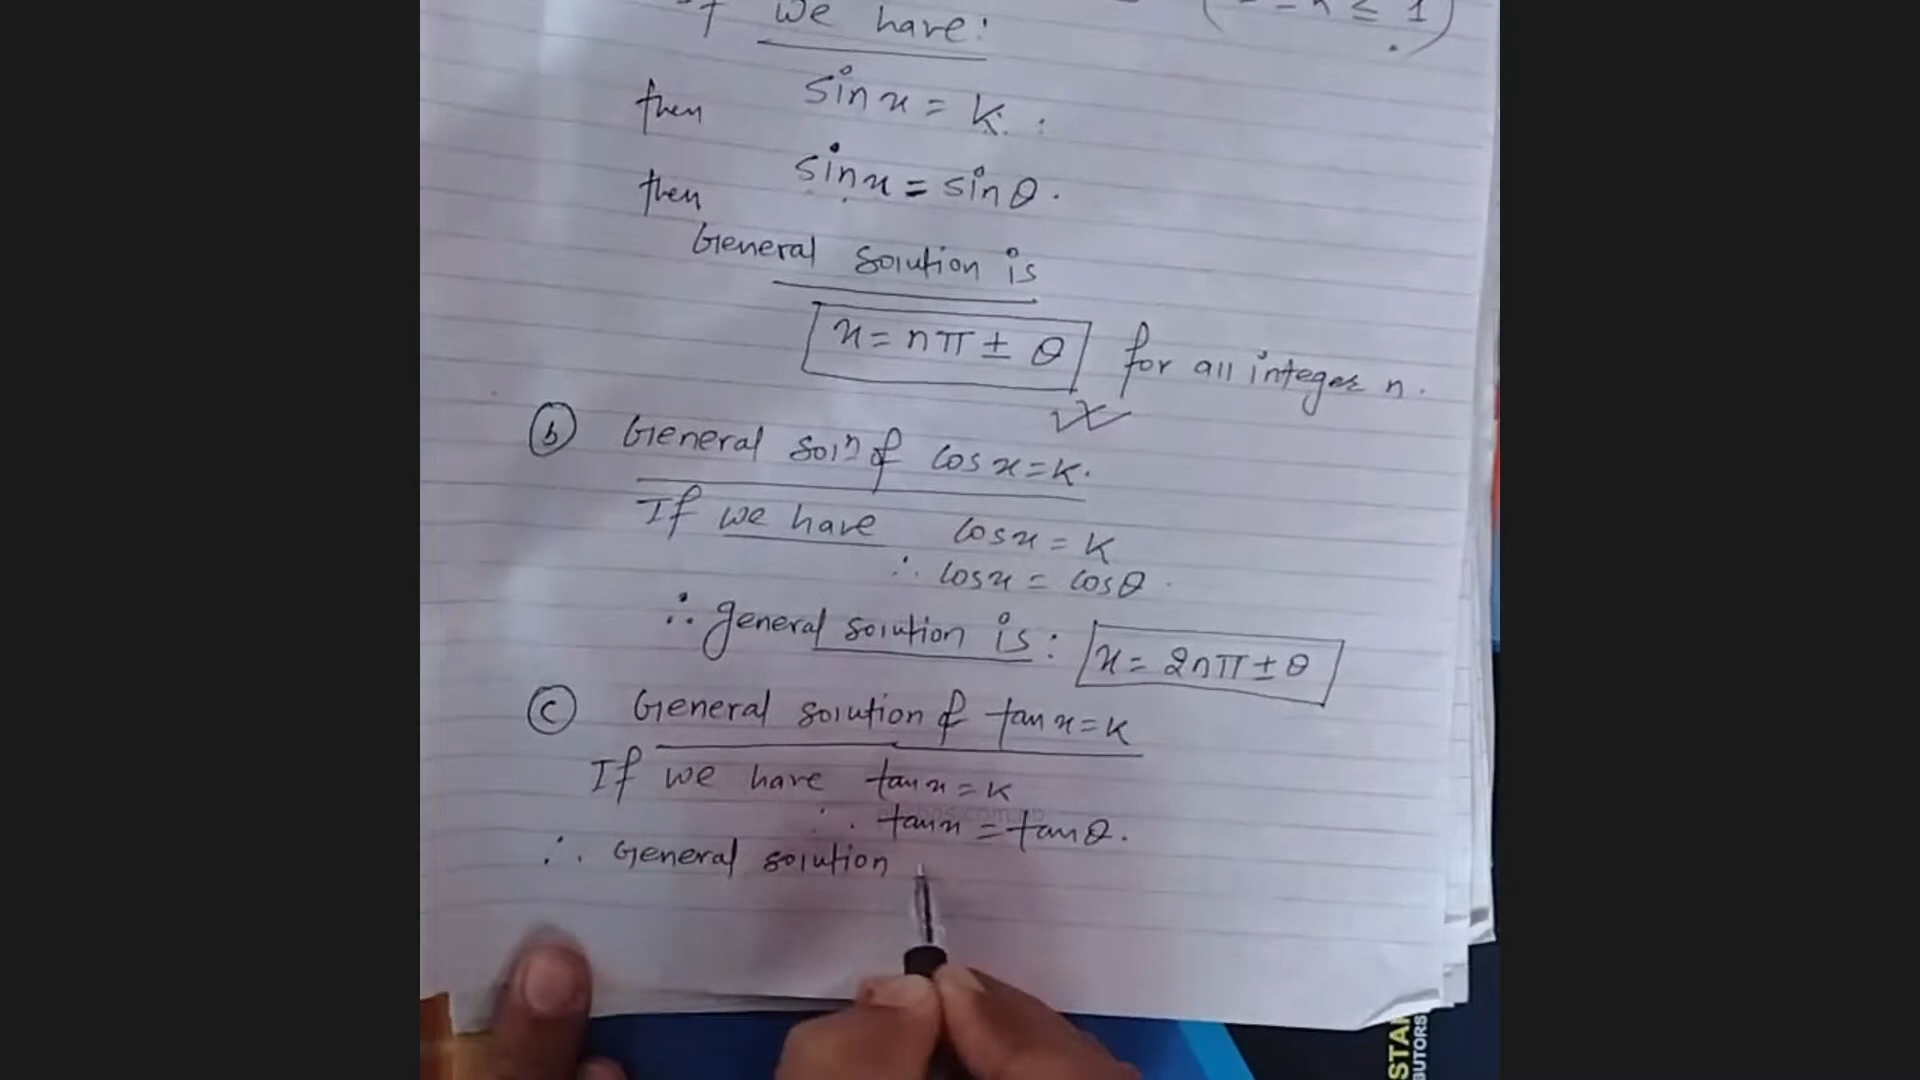 If we have:
≤ 1)
then sin x = k.
then sin x = sin θ.
General solution is
x = nπ ± θ for all integer n.
(b) General solⁿ of cos x = k.
If we have cos x = k
∴ cos x = cos θ
∴ general solution is: x = 2nπ ± θ
(c) General solution of tan x = k
If we have tan x = k
∴ tan x = tan θ.
∴ General solution
BUTORS